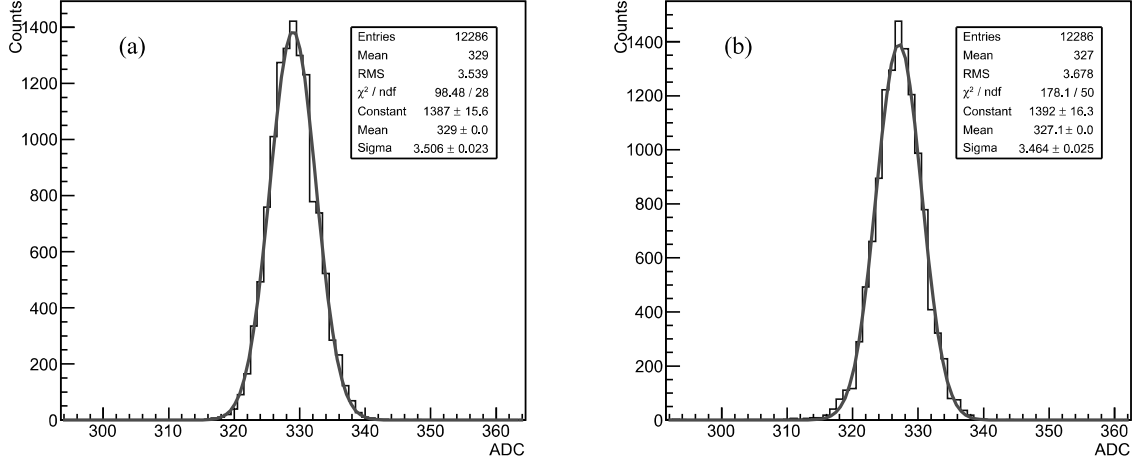 Counts
(a)
Entries 12286
Mean 329
RMS 3.539
χ² / ndf 98.48 / 28
Constant 1387 ± 15.6
Mean 329 ± 0.0
Sigma 3.506 ± 0.023
1400
1200
1000
800
600
400
200
0
300 310 320 330 340 350 360
ADC
Counts
(b)
Entries 12286
Mean 327
RMS 3.678
χ² / ndf 178.1 / 50
Constant 1392 ± 16.3
Mean 327.1 ± 0.0
Sigma 3.464 ± 0.025
1400
1200
1000
800
600
400
200
0
300 310 320 330 340 350 360
ADC